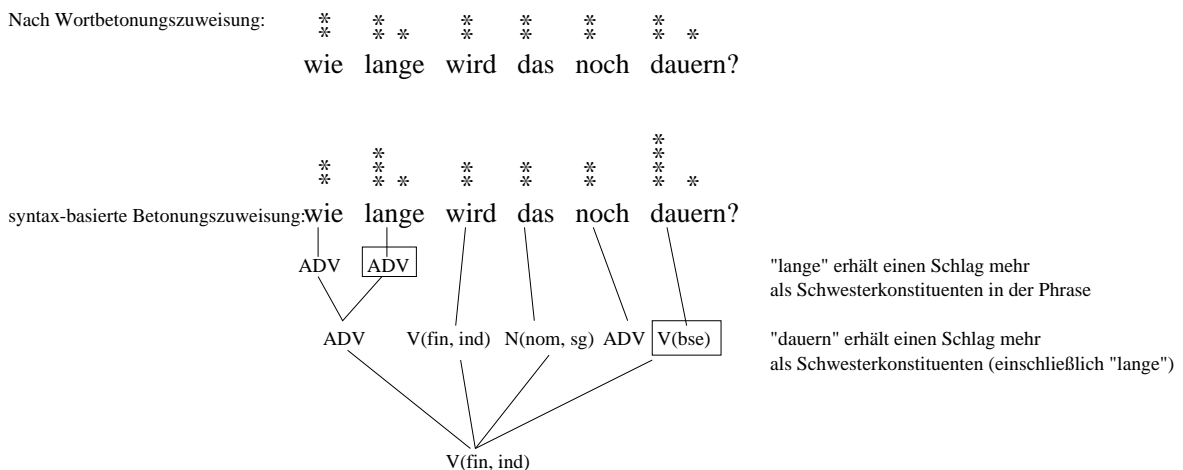 Nach Wortbetonungszuweisung:
* * * * * * * *
* * * * * *
wie lange wird das noch dauern?
*
* *
* * * * * *
* * * * * * * *
syntax-basierte Betonungszuweisung: wie lange wird das noch dauern?
ADV ADV
"lange" erhält einen Schlag mehr
als Schwesterkonstituenten in der Phrase
ADV V(fin, ind) N(nom, sg) ADV V(bse)
"dauern" erhält einen Schlag mehr
als Schwesterkonstituenten (einschließlich "lange")
V(fin, ind)